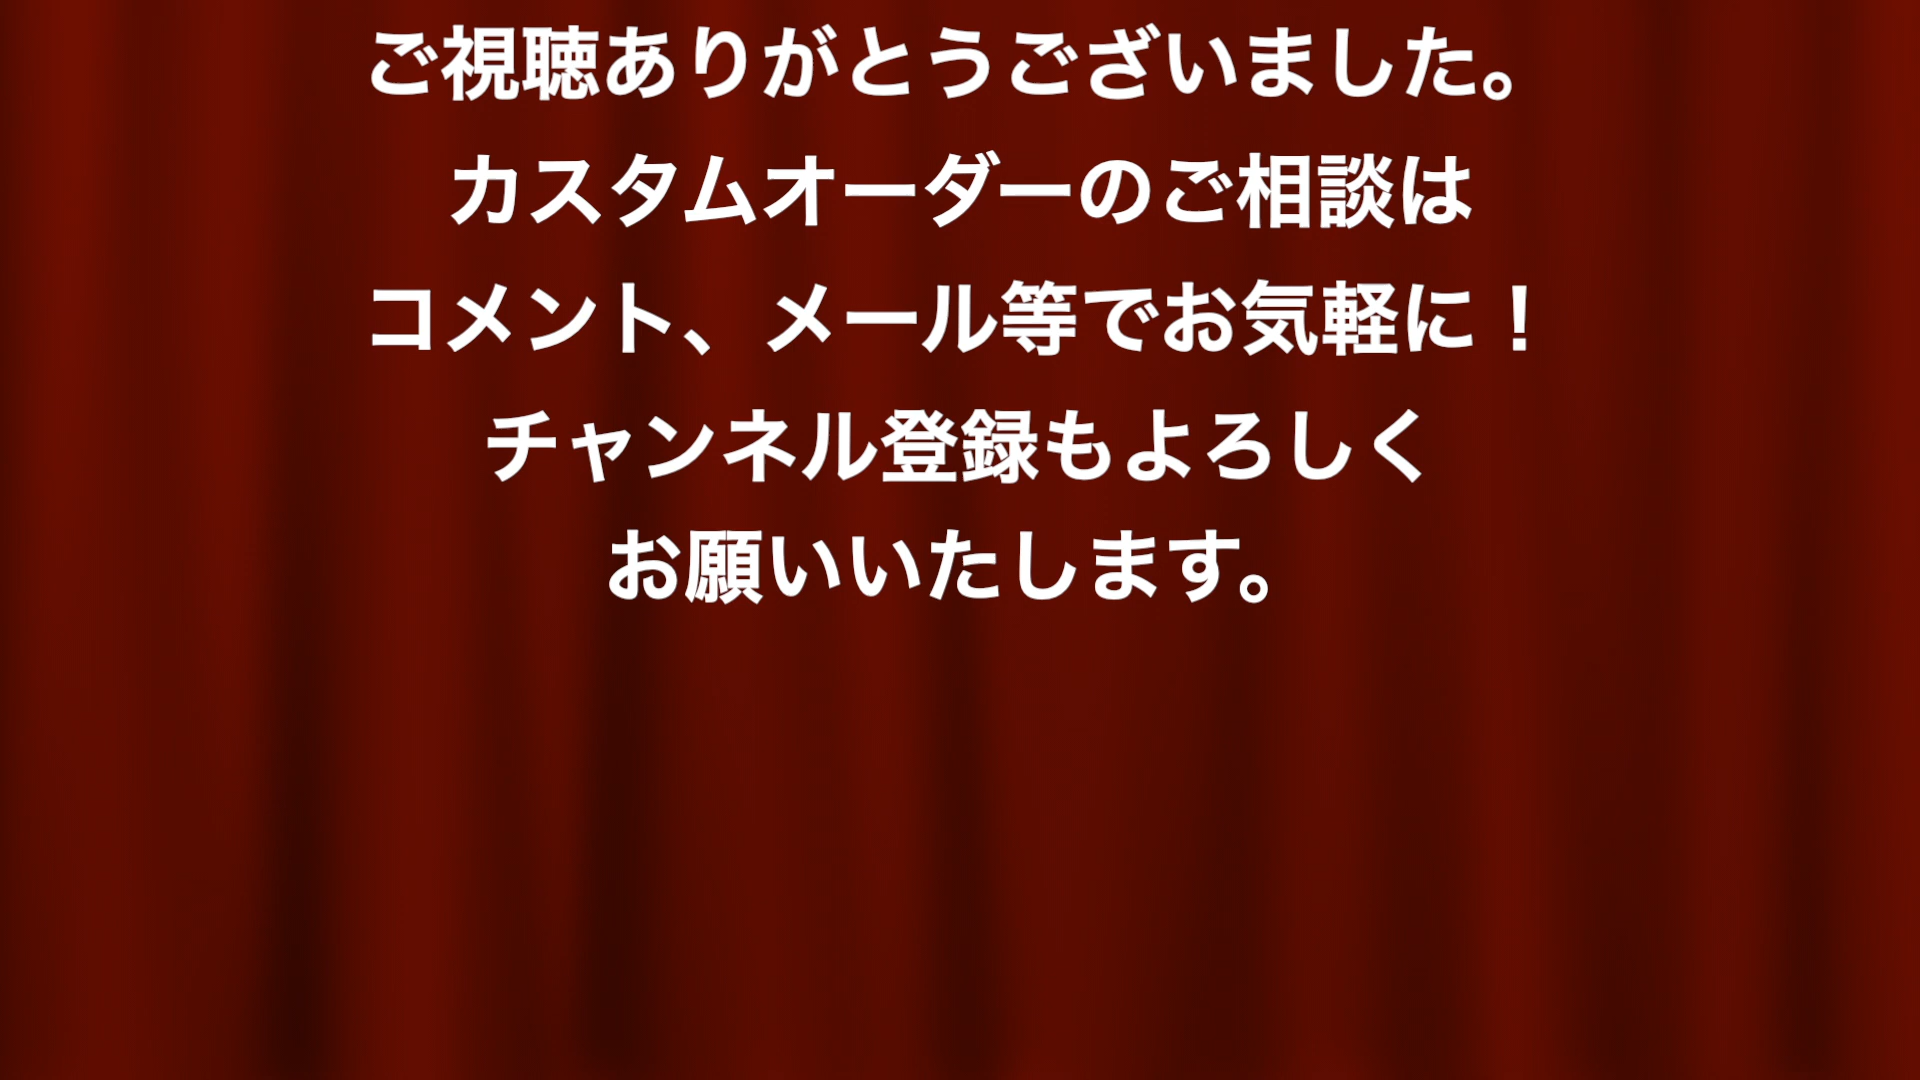 ご視聴ありがとうございました。
カスタムオーダーのご相談は
コメント、メール等でお気軽に！
チャンネル登録もよろしく
お願いいたします。